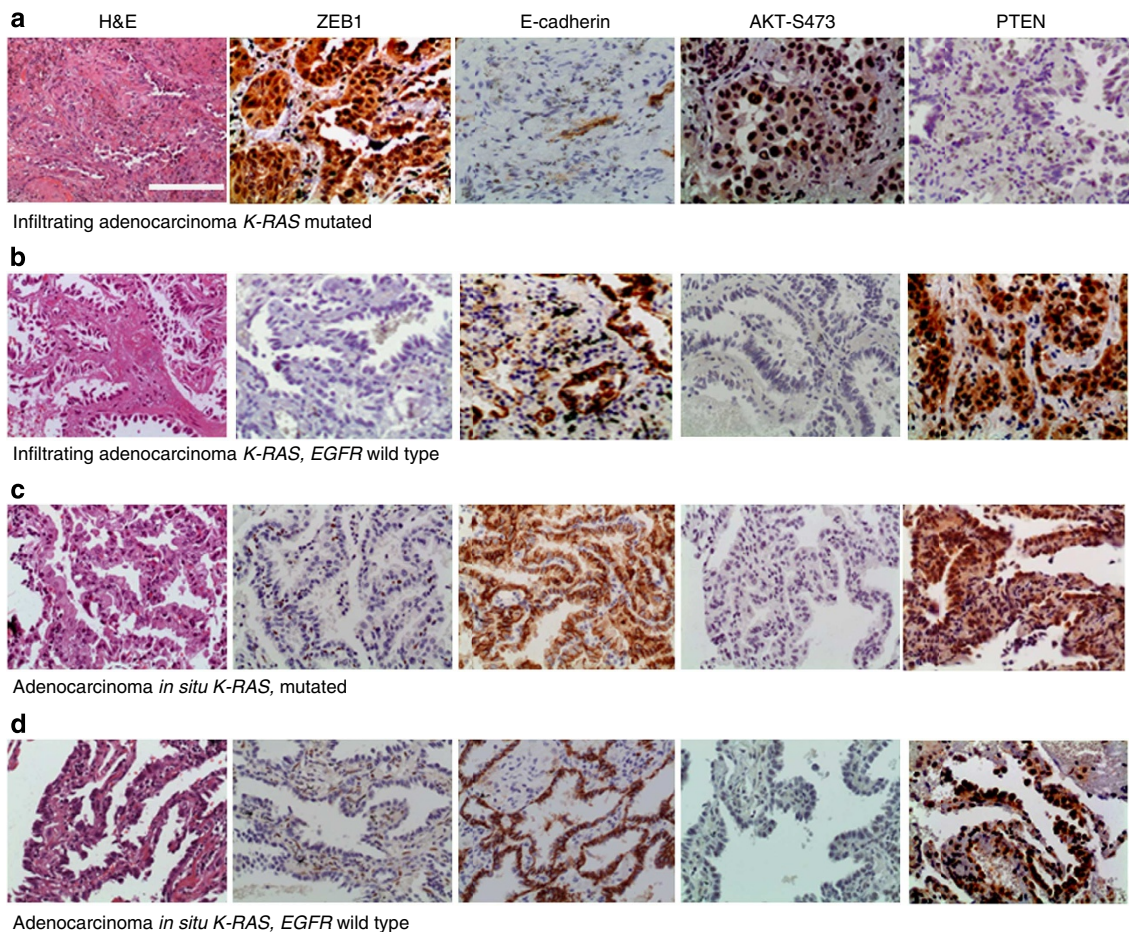 a
H&E ZEB1 E-cadherin AKT-S473 PTEN
Infiltrating adenocarcinoma K-RAS mutated
b
Infiltrating adenocarcinoma K-RAS, EGFR wild type
c
Adenocarcinoma in situ K-RAS, mutated
d
Adenocarcinoma in situ K-RAS, EGFR wild type